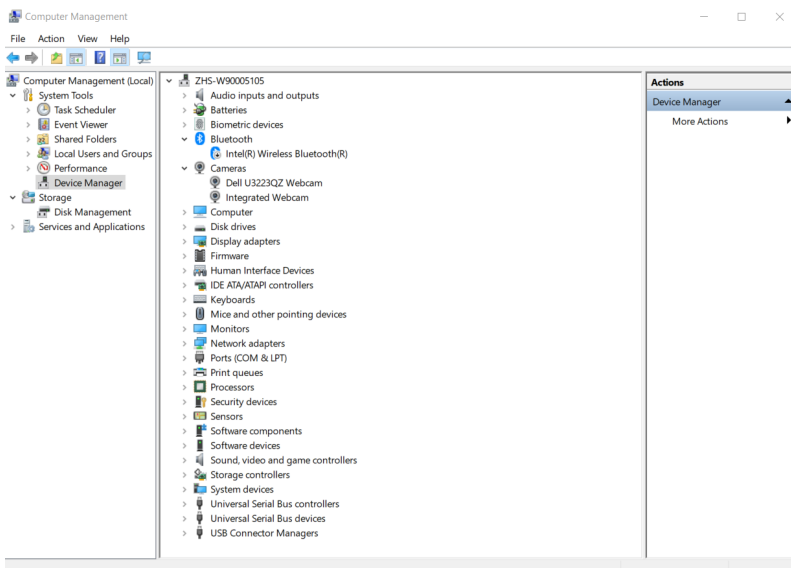 Computer Management
File Action View Help
Computer Management (Local)
System Tools
Task Scheduler
Event Viewer
Shared Folders
Local Users and Groups
Performance
Device Manager
Storage
Disk Management
Services and Applications
ZHS-W90005105
Audio inputs and outputs
Batteries
Biometric devices
Bluetooth
Intel(R) Wireless Bluetooth(R)
Cameras
Dell U3223QZ Webcam
Integrated Webcam
Computer
Disk drives
Display adapters
Firmware
Human Interface Devices
IDE ATA/ATAPI controllers
Keyboards
Mice and other pointing devices
Monitors
Network adapters
Ports (COM & LPT)
Print queues
Processors
Security devices
Sensors
Software components
Software devices
Sound, video and game controllers
Storage controllers
System devices
Universal Serial Bus controllers
Universal Serial Bus devices
USB Connector Managers
Actions
Device Manager
More Actions